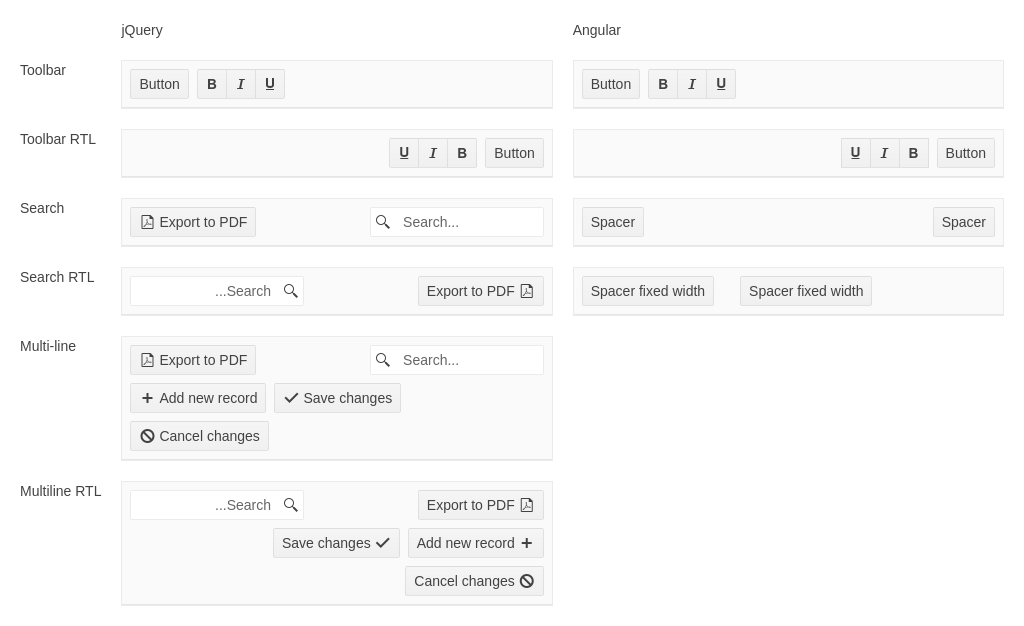 jQuery Angular
Toolbar Button B I U Button B I U
Toolbar RTL U I B Button U I B Button
Search Export to PDF Search... Spacer Spacer
Search RTL ...Search Export to PDF Spacer fixed width Spacer fixed width
Multi-line Export to PDF Search...
Add new record Save changes
Cancel changes
Multiline RTL ...Search Export to PDF
Save changes Add new record
Cancel changes